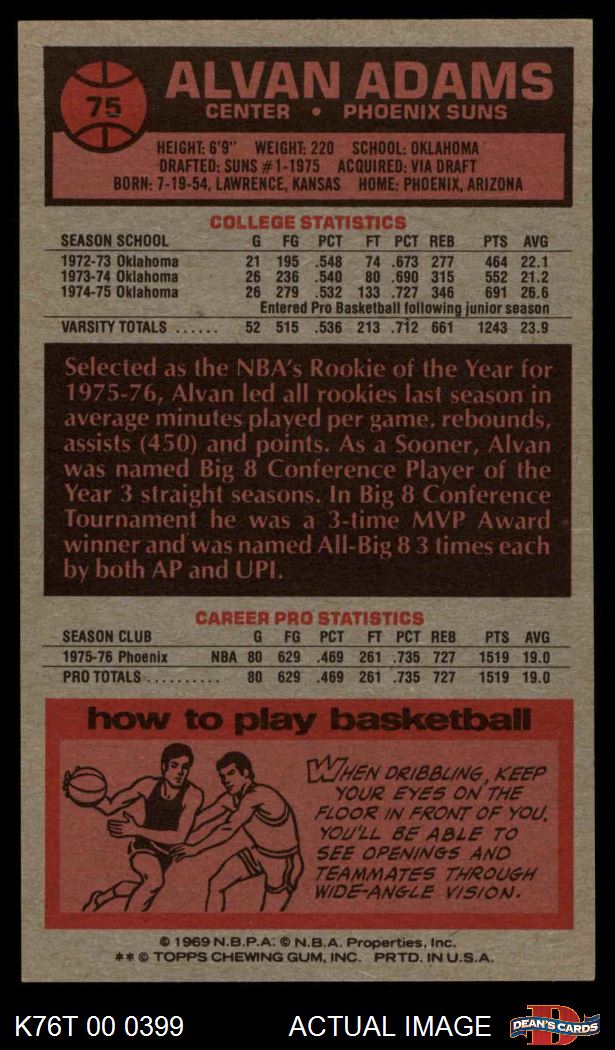 75
ALVAN ADAMS
CENTER • PHOENIX SUNS
HEIGHT: 6'9" WEIGHT: 220 SCHOOL: OKLAHOMA
DRAFTED: SUNS #1-1975 ACQUIRED: VIA DRAFT
BORN: 7-19-54, LAWRENCE, KANSAS HOME: PHOENIX, ARIZONA
COLLEGE STATISTICS
SEASON SCHOOL G FG PCT FT PCT REB PTS AVG
1972-73 Oklahoma 21 195 .548 74 .673 277 464 22.1
1973-74 Oklahoma 26 236 .540 80 .690 315 552 21.2
1974-75 Oklahoma 26 279 .532 133 .727 346 691 26.6
Entered Pro Basketball following junior season
VARSITY TOTALS ...... 52 515 .536 213 .712 661 1243 23.9
Selected as the NBA's Rookie of the Year for
1975-76, Alvan led all rookies last season in
average minutes played per game, rebounds,
assists (450) and points. As a Sooner, Alvan
was named Big 8 Conference Player of the
Year 3 straight seasons. In Big 8 Conference
Tournament he was a 3-time MVP Award
winner and was named All-Big 8 3 times each
by both AP and UPI.
CAREER PRO STATISTICS
SEASON CLUB G FG PCT FT PCT REB PTS AVG
1975-76 Phoenix NBA 80 629 .469 261 .735 727 1519 19.0
PRO TOTALS .......... 80 629 .469 261 .735 727 1519 19.0
how to play basketball
WHEN DRIBBLING, KEEP
YOUR EYES ON THE
FLOOR IN FRONT OF YOU.
YOU'LL BE ABLE TO
SEE OPENINGS AND
TEAMMATES THROUGH
WIDE-ANGLE VISION.
© 1969 N.B.P.A. © N.B.A. Properties, Inc.
** © TOPPS CHEWING GUM, INC. PRTD. IN U.S.A.
K76T 00 0399 ACTUAL IMAGE D DEAN'S CARDS